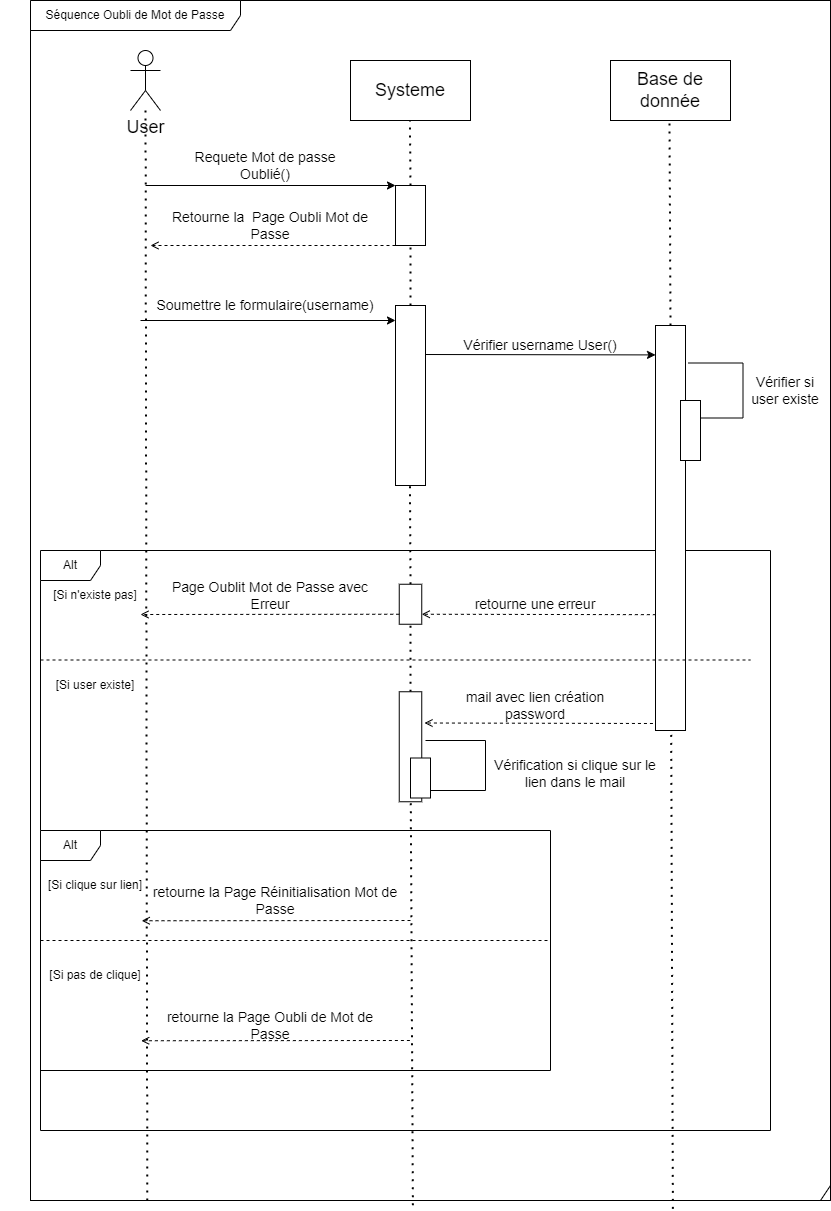 Séquence Oubli de Mot de Passe
User
Systeme
Base de
donnée
Requete Mot de passe
Oublié()
Retourne la Page Oubli Mot de
Passe
Soumettre le formulaire(username)
Vérifier username User()
Vérifier si
user existe
Alt
[Si n'existe pas]
Page Oublit Mot de Passe avec
Erreur
retourne une erreur
[Si user existe]
mail avec lien création
password
Vérification si clique sur le
lien dans le mail
Alt
[Si clique sur lien]
retourne la Page Réinitialisation Mot de
Passe
[Si pas de clique]
retourne la Page Oubli de Mot de
Passe